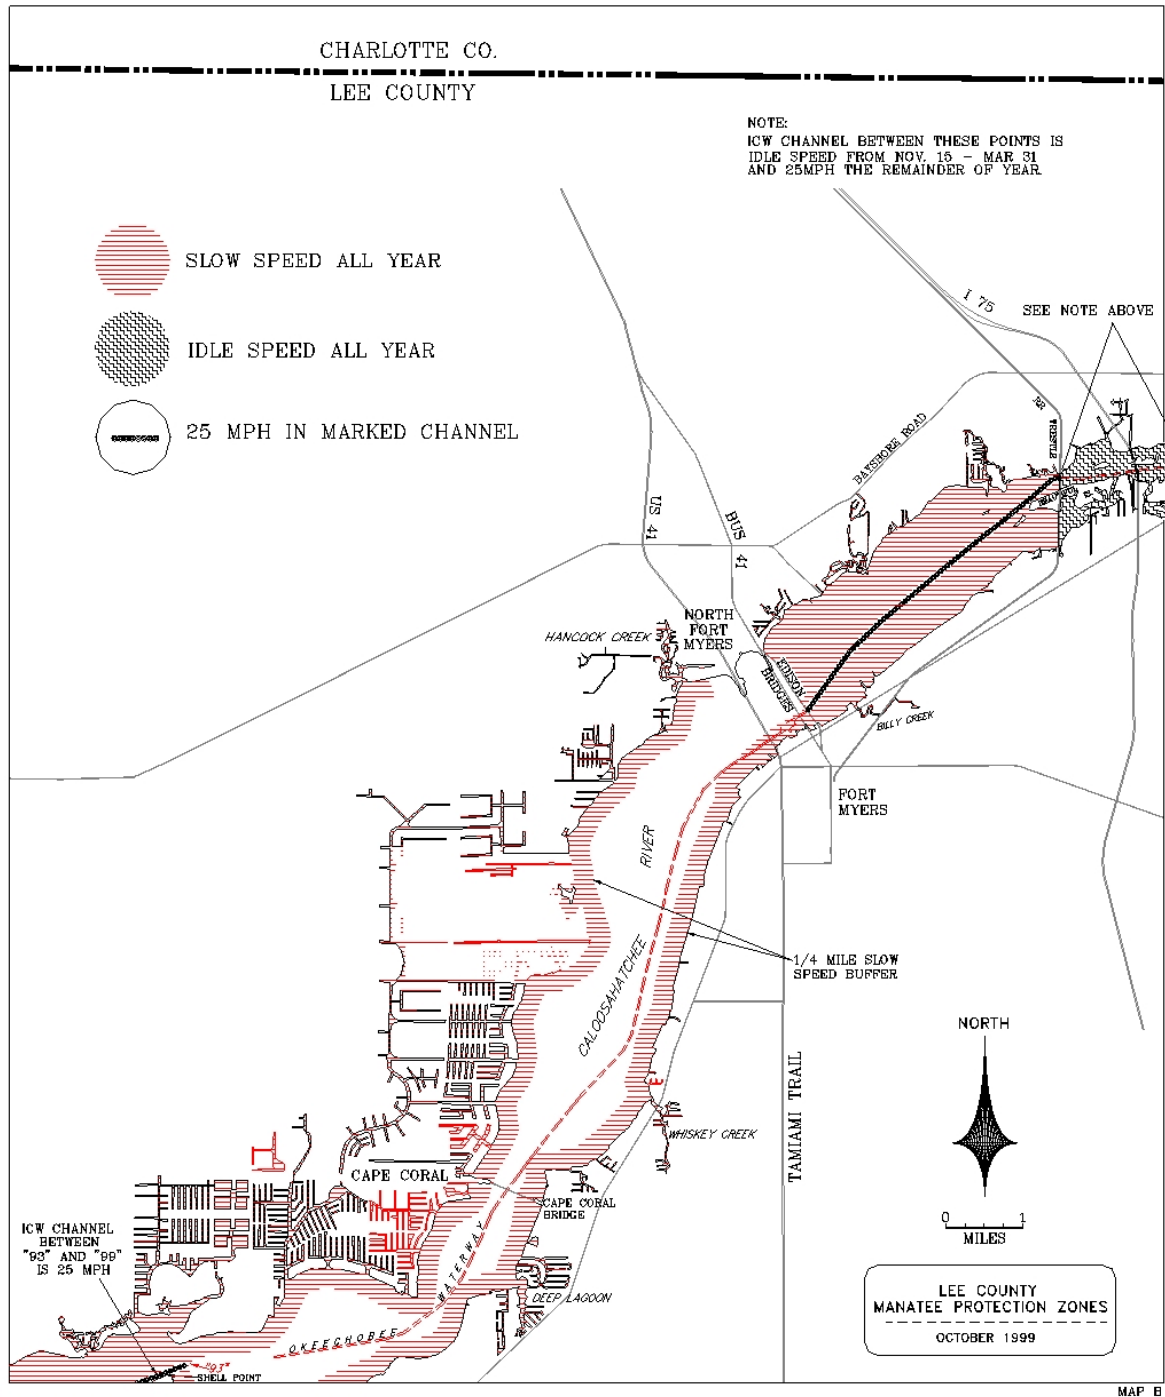 CHARLOTTE CO.
LEE COUNTY
NOTE:
ICW CHANNEL BETWEEN THESE POINTS IS
IDLE SPEED FROM NOV. 15 - MAR 31
AND 25MPH THE REMAINDER OF YEAR
SLOW SPEED ALL YEAR
IDLE SPEED ALL YEAR
25 MPH IN MARKED CHANNEL
I 75
SEE NOTE ABOVE
RR
TRESTLE
BAYSHORE ROAD
US 41
BUS 41
NORTH
FORT
MYERS
HANCOCK CREEK
EDISON
BRIDGES
BILLY CREEK
FORT
MYERS
CALOOSAHATCHEE RIVER
1/4 MILE SLOW
SPEED BUFFER
NORTH
TAMIAMI TRAIL
WHISKEY CREEK
CAPE CORAL
CAPE CORAL
BRIDGE
ICW CHANNEL
BETWEEN
"93" AND "99"
IS 25 MPH
0 1
MILES
DEEP LAGOON
OKEECHOBEE WATERWAY
"93"
SHELL POINT
LEE COUNTY
MANATEE PROTECTION ZONES
OCTOBER 1999
MAP